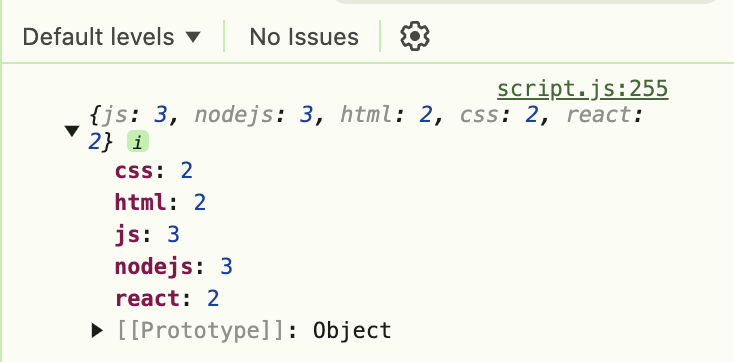 Default levels ▼ No Issues
script.js:255
{js: 3, nodejs: 3, html: 2, css: 2, react:
2} i
css: 2
html: 2
js: 3
nodejs: 3
react: 2
[[Prototype]]: Object